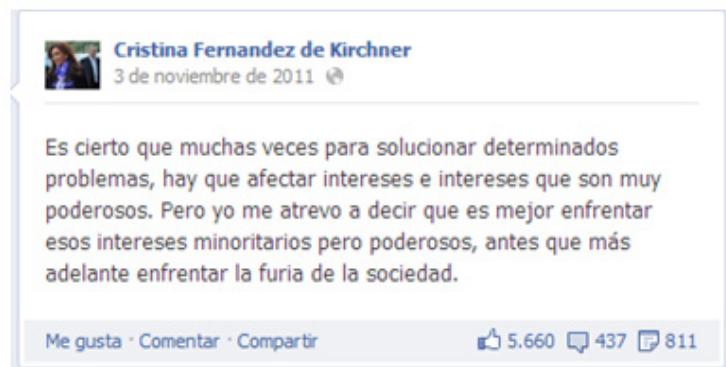 Cristina Fernandez de Kirchner
3 de noviembre de 2011
Es cierto que muchas veces para solucionar determinados
problemas, hay que afectar intereses e intereses que son muy
poderosos. Pero yo me atrevo a decir que es mejor enfrentar
esos intereses minoritarios pero poderosos, antes que más
adelante enfrentar la furia de la sociedad.
Me gusta · Comentar · Compartir 5.660 437 811